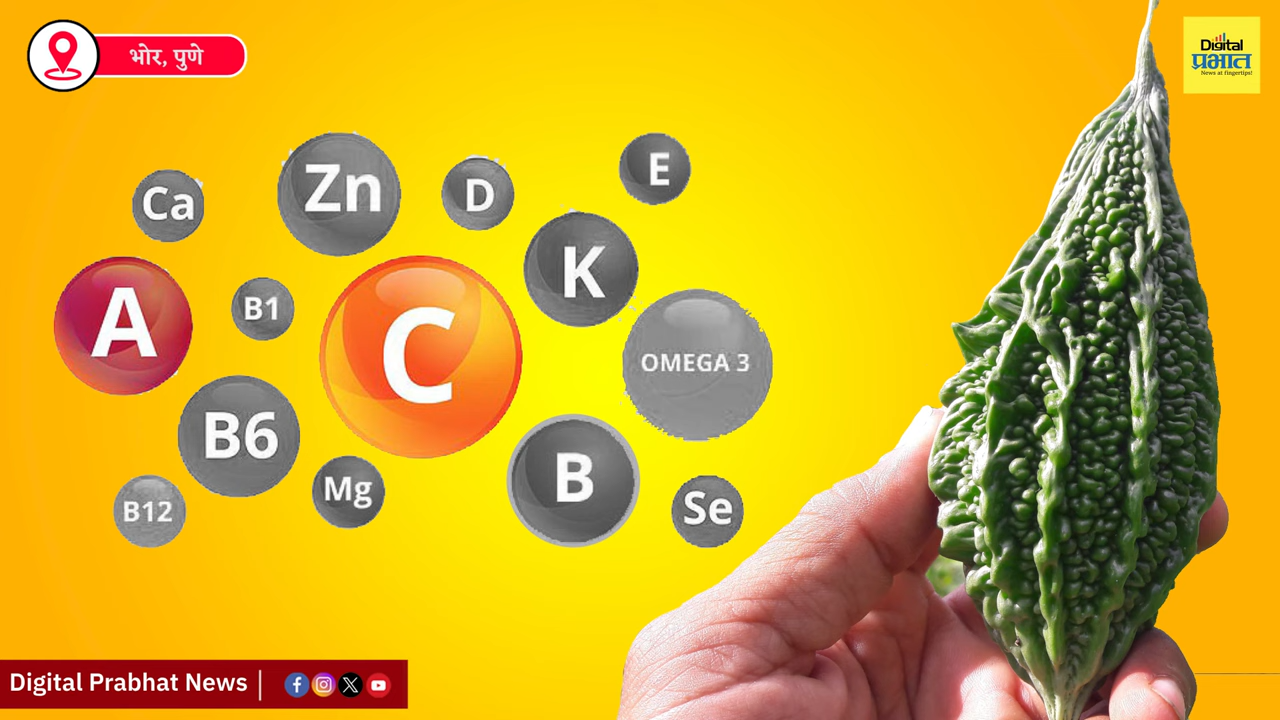 भोर, पुणे
Digital
प्रभात
News at fingertips!
Ca
Zn
D
E
A
B1
C
K
OMEGA 3
B6
B12
Mg
B
Se
Digital Prabhat News